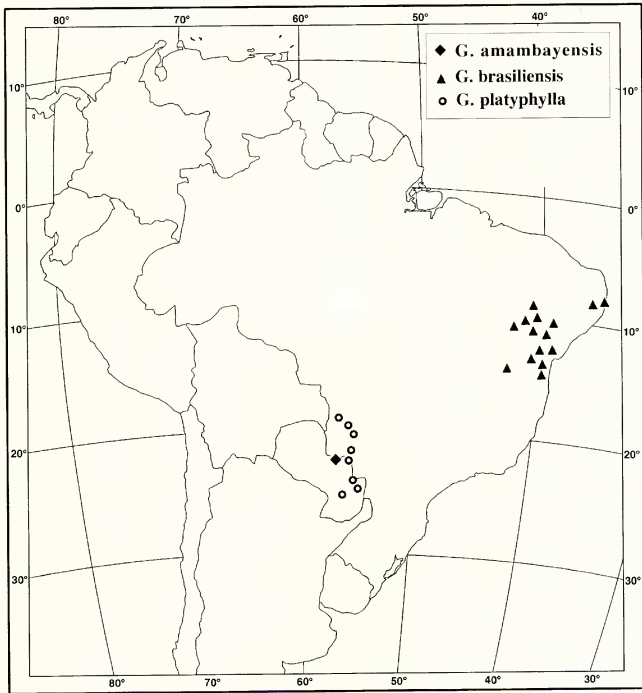 80° 70° 60° 50° 40°
◆ G. amambayensis
▲ G. brasiliensis
○ G. platyphylla
10° 10°
0° 0°
10° 10°
20° 20°
30° 30°
80° 70° 60° 50° 40° 30°